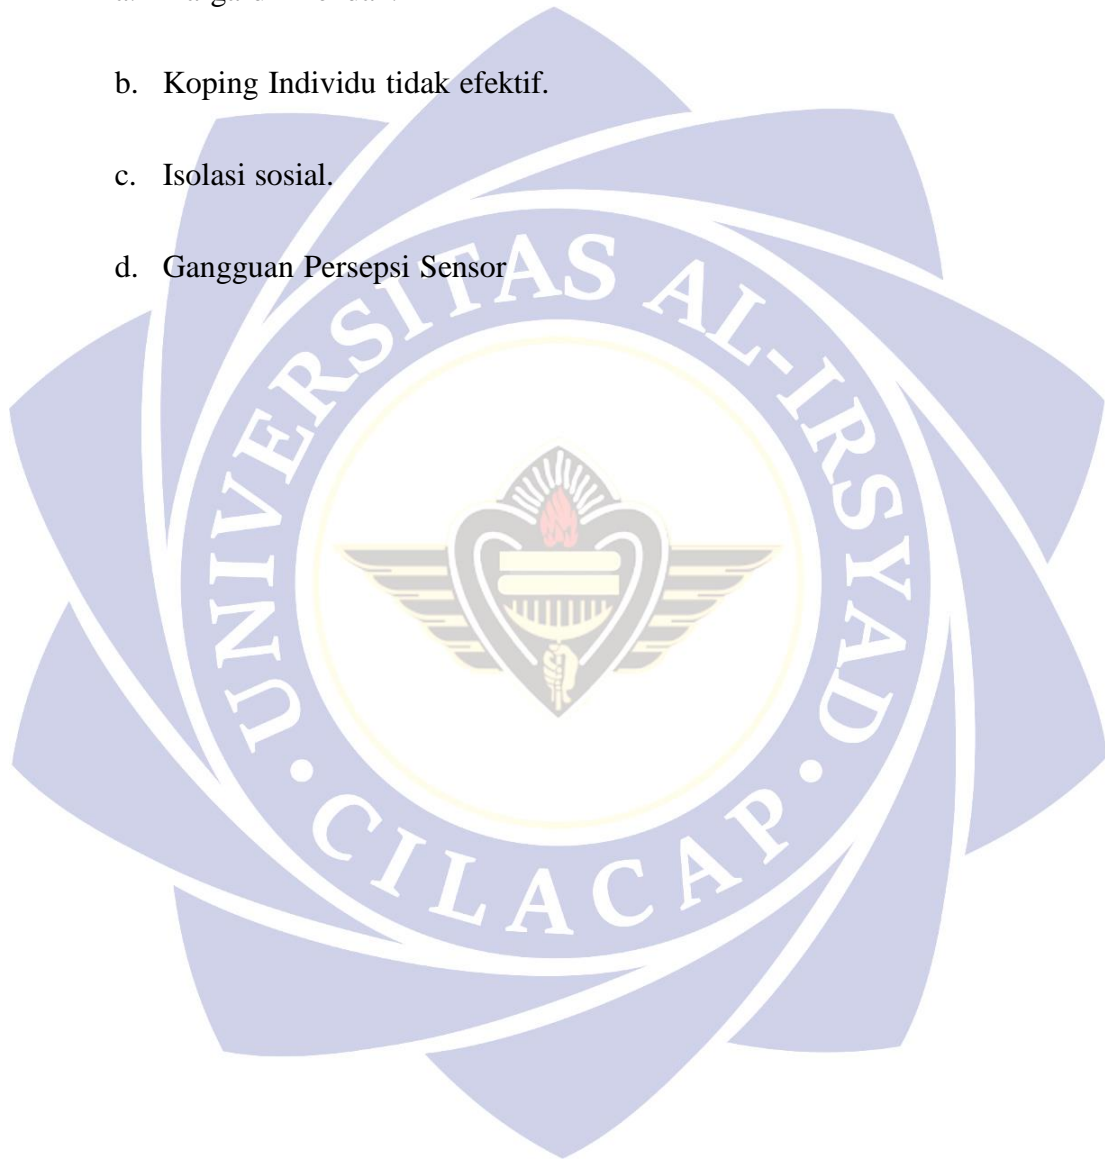 b. Koping Individu tidak efektif.
c. Isolasi sosial.
d. Gangguan Persepsi Sensor
UNIVERSITAS AL-IRSYAD
CILACAP